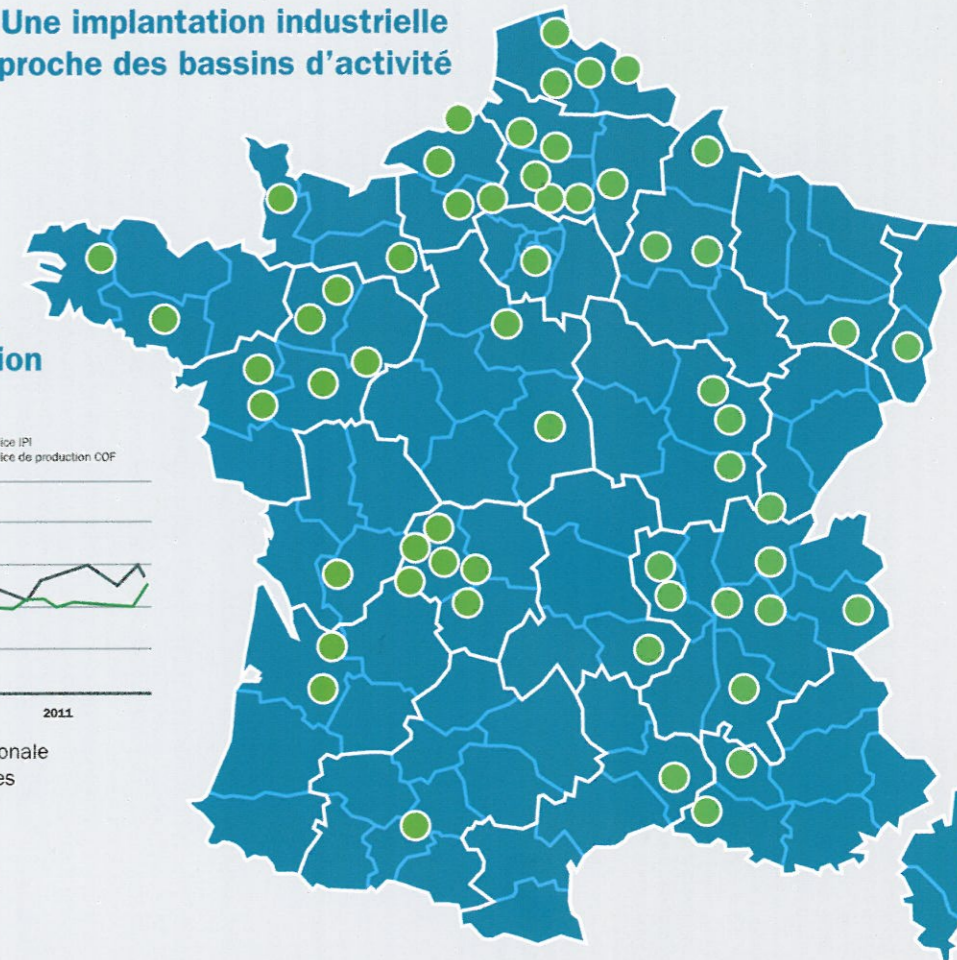 Une implantation industrielle
proche des bassins d'activité
ion
ice IPI
ice de production COF
2011
onale
es